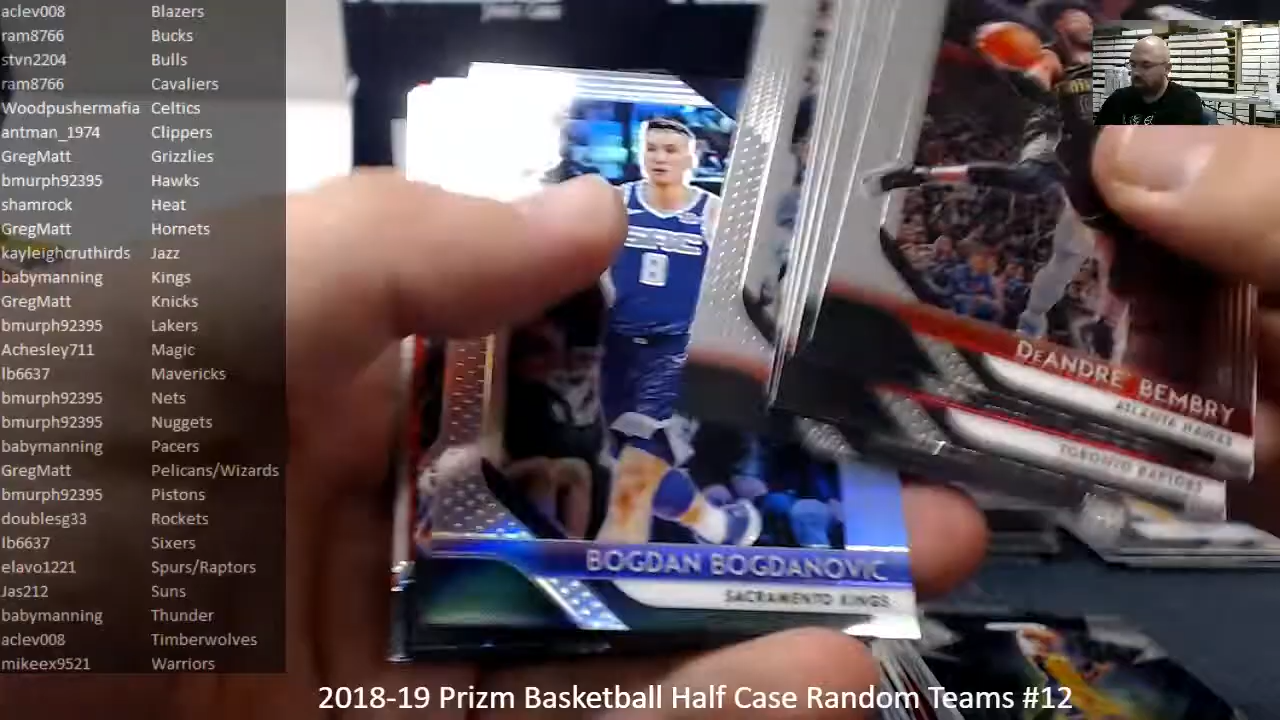 aclev008 Blazers
ram8766 Bucks
stvn2204 Bulls
ram8766 Cavaliers
Woodpushermafia Celtics
antman_1974 Clippers
GregMatt Grizzlies
bmurph92395 Hawks
shamrock Heat
GregMatt Hornets
kayleighcruthirds Jazz
babymanning Kings
GregMatt Knicks
bmurph92395 Lakers
Achesley711 Magic
lb6637 Mavericks
bmurph92395 Nets
bmurph92395 Nuggets
babymanning Pacers
GregMatt Pelicans/Wizards
bmurph92395 Pistons
doublesg33 Rockets
lb6637 Sixers
elavo1221 Spurs/Raptors
Jas212 Suns
babymanning Thunder
aclev008 Timberwolves
mikeex9521 Warriors
SAC
8
BOGDAN BOGDANOVIC
SACRAMENTO KINGS
DEANDRE' BEMBRY
ATLANTA HAWKS
TORONTO RAPTORS
2018-19 Prizm Basketball Half Case Random Teams #12